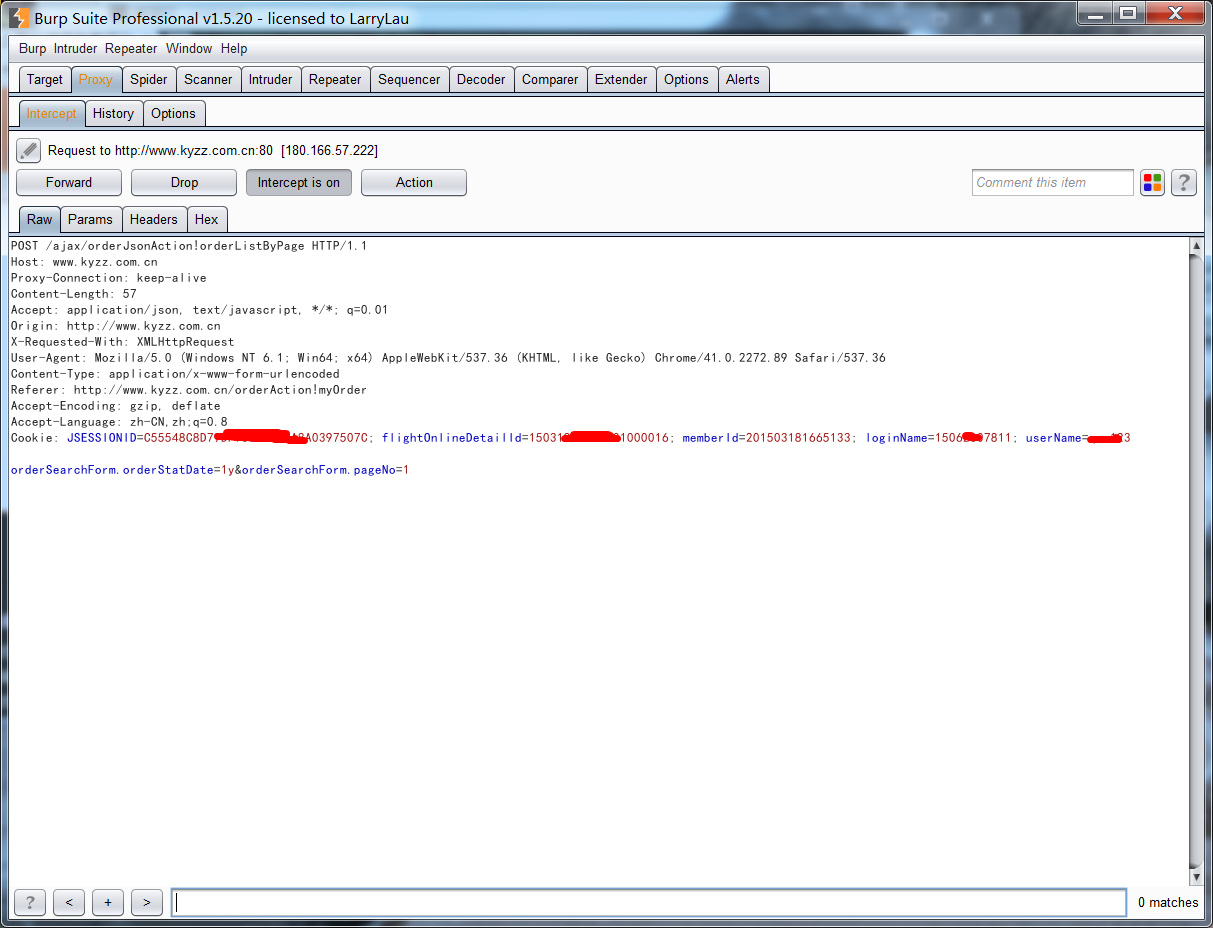 Burp Suite Professional v1.5.20 - licensed to LarryLau
Burp Intruder Repeater Window Help
Target Proxy Spider Scanner Intruder Repeater Sequencer Decoder Comparer Extender Options Alerts
Intercept History Options
Request to http://www.kyzz.com.cn:80 [180.166.57.222]
Forward Drop Intercept is on Action Comment this item ?
Raw Params Headers Hex
POST /ajax/orderJsonAction!orderListByPage HTTP/1.1
Host: www.kyzz.com.cn
Proxy-Connection: keep-alive
Content-Length: 57
Accept: application/json, text/javascript, */*; q=0.01
Origin: http://www.kyzz.com.cn
X-Requested-With: XMLHttpRequest
User-Agent: Mozilla/5.0 (Windows NT 6.1; Win64; x64) AppleWebKit/537.36 (KHTML, like Gecko) Chrome/41.0.2272.89 Safari/537.36
Content-Type: application/x-www-form-urlencoded
Referer: http://www.kyzz.com.cn/orderAction!myOrder
Accept-Encoding: gzip, deflate
Accept-Language: zh-CN,zh;q=0.8
Cookie: JSESSIONID=C55548C8D7 A0397507C; flightOnlineDetailId=15031 1000016; memberId=201503181665133; loginName=1506 7811; userName= 23
orderSearchForm.orderStatDate=1y&orderSearchForm.pageNo=1
? < + > 0 matches